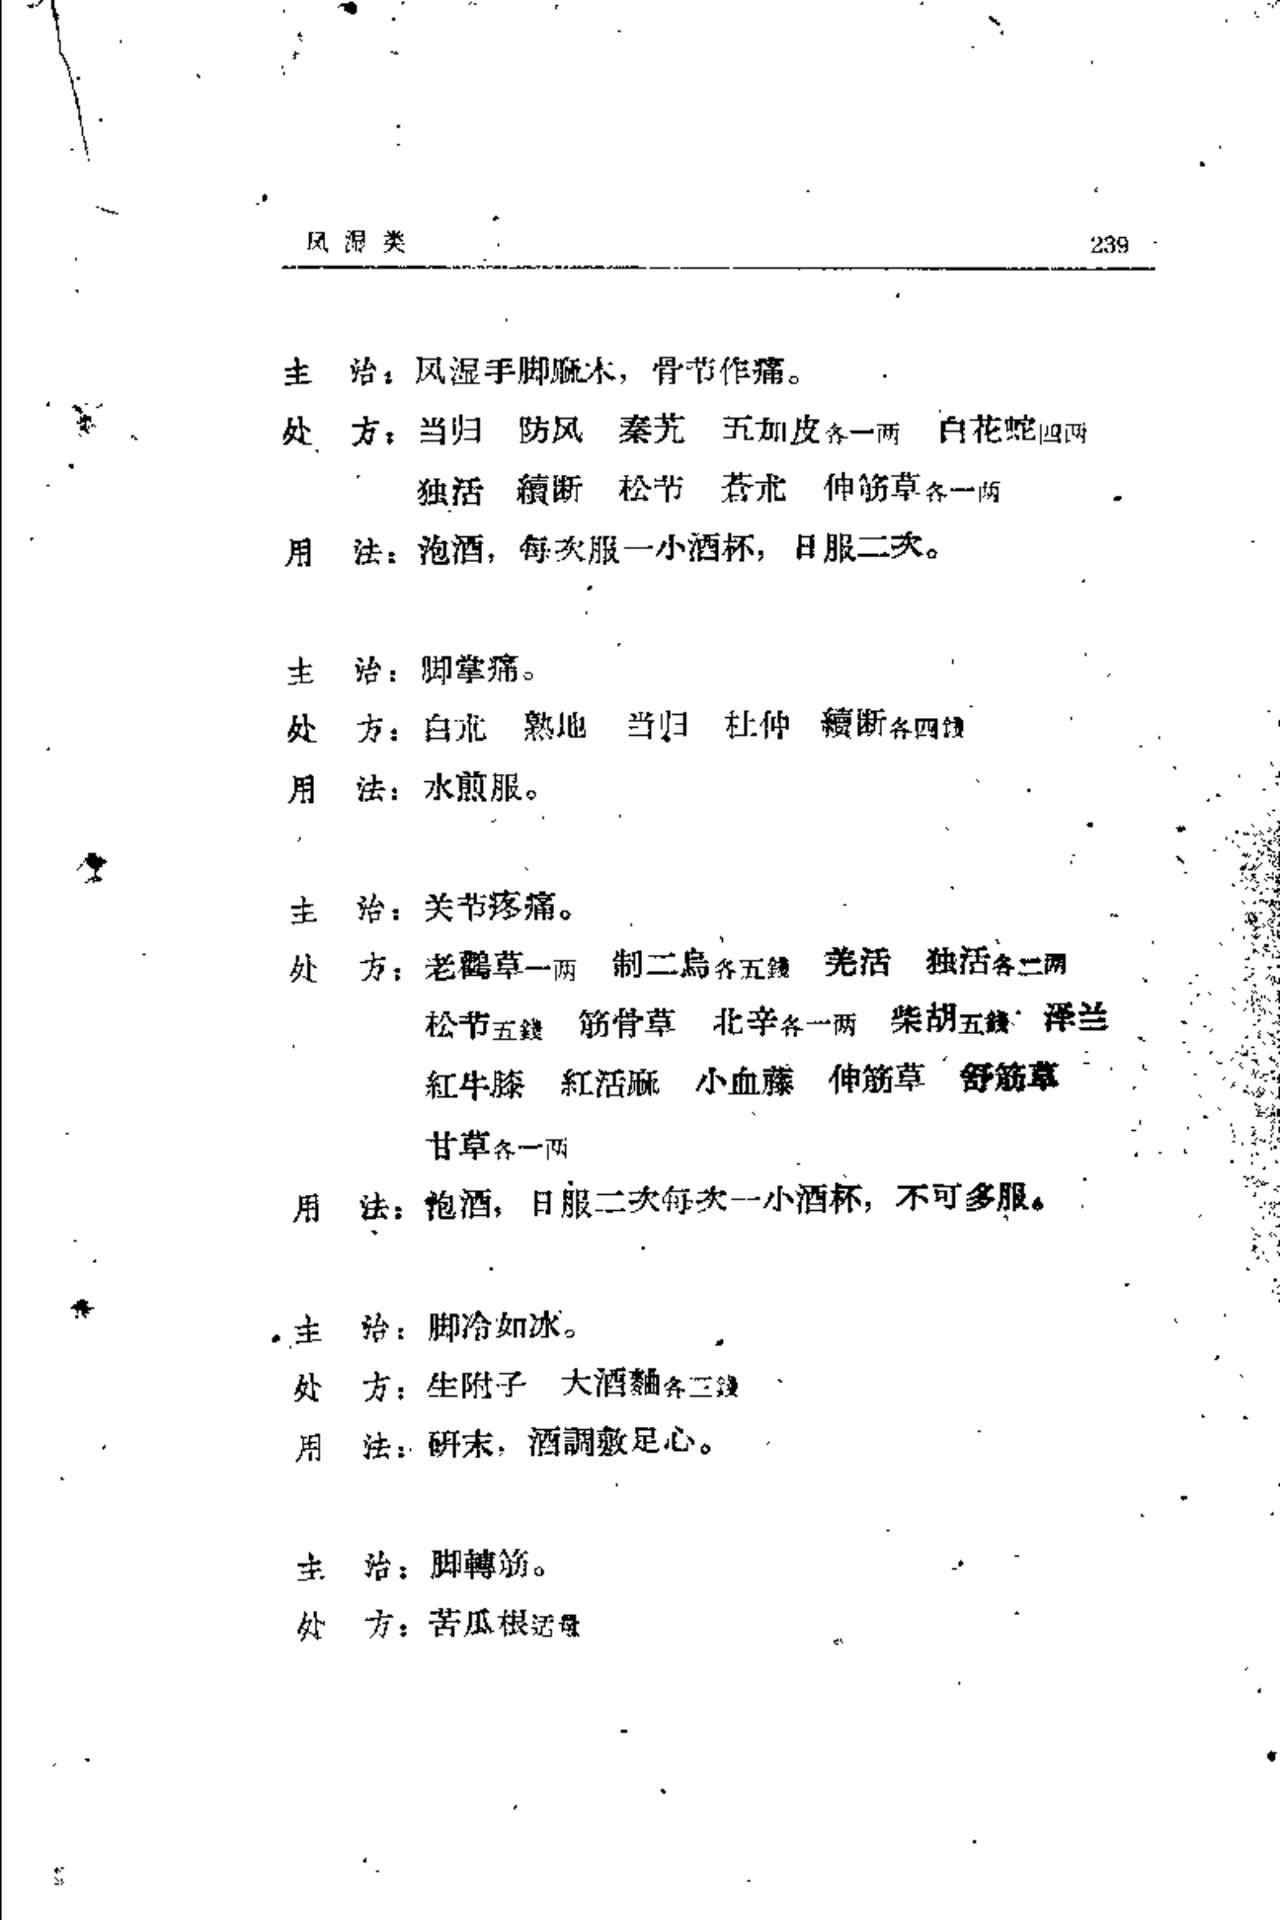 风湿类 239
主 治：风湿手脚麻木，骨节作痛。
处 方：当归 防风 秦艽 五加皮各一两 白花蛇四两
独活 續断 松节 蒼朮 伸筋草各一两
用 法：泡酒，每次服一小酒杯，日服二次。
主 治：脚掌痛。
处 方：白朮 熟地 当归 杜仲 續断各四錢
用 法：水煎服。
主 治：关节疼痛。
处 方：老鸛草一两 制二烏各五錢 羌活 独活各二两
松节五錢 筋骨草 北辛各一两 柴胡五錢 泽兰
紅牛膝 紅活麻 小血藤 伸筋草 舒筋草
甘草各一两
用 法：泡酒，日服二次每次一小酒杯，不可多服。
主 治：脚冷如冰。
处 方：生附子 大酒麯各三錢
用 法：研末，酒調敷足心。
主 治：脚轉筋。
处 方：苦瓜根适量